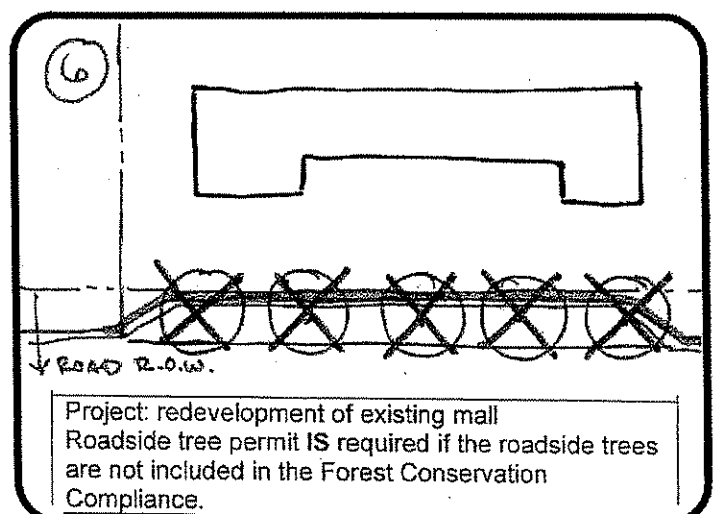 6
ROAD R.O.W.
Project: redevelopment of existing mall
Roadside tree permit IS required if the roadside trees
are not included in the Forest Conservation
Compliance.